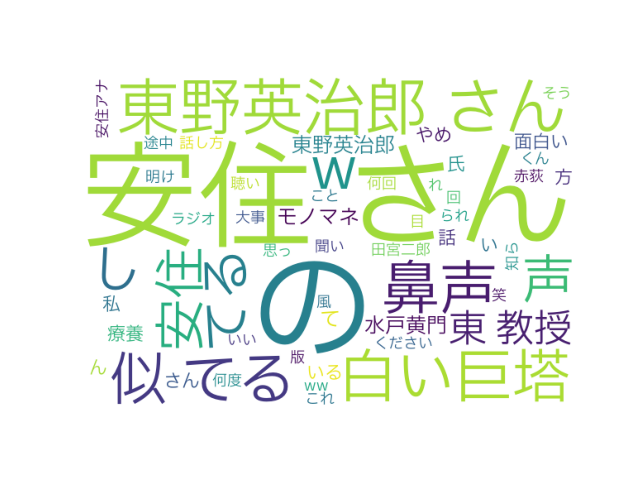 安住アナ
東野英治郎 さん
そう
途中 話し方 東野英治郎 やめ 面白い
くん
明け 聴い w 何回 氏 れ 赤荻 方
安住さん
こと 回
ラジオ 大事 モノマネ 目 られ
思っ 聞い 田宮二郎 話 い 知ら
し 安住 てる の 鼻声 声
私 風 笑
療養 いい て 水戸黄門 東 教授
ください
版
ん 似てる さん 何度 いる 白い巨塔
ww
これ